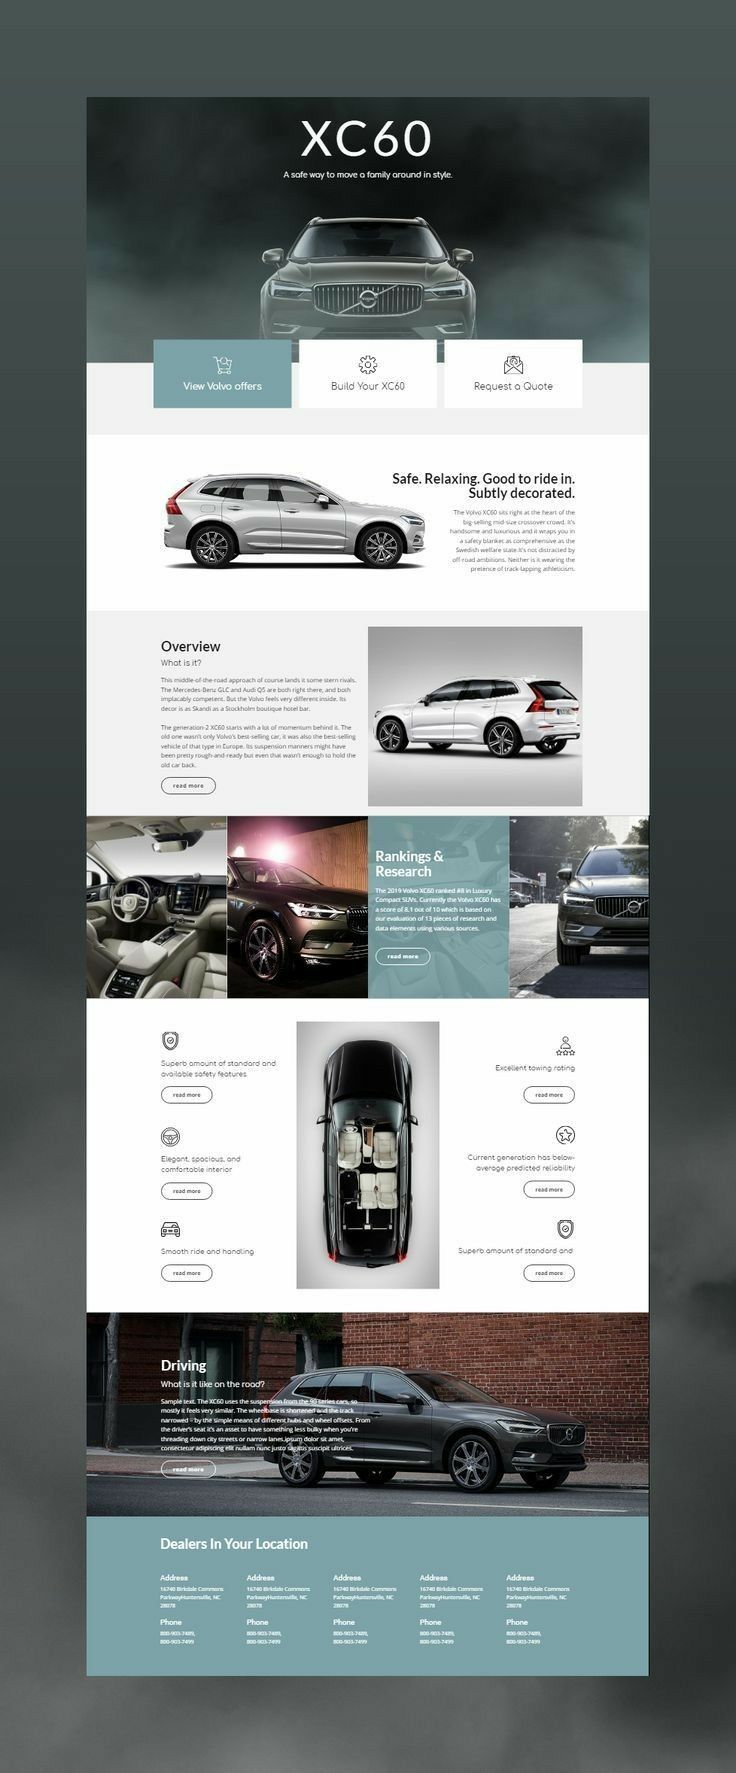 XC60
A safe way to move a family around in style.
View Volvo offers
Build Your XC60
Request a Quote
Safe. Relaxing. Good to ride in.
Subtly decorated.
The Volvo XC60 sits right at the heart of the
big-selling mid-size crossover crowd. It's
handsome and luxurious and it wraps you in
a safety blanket as comprehensive as the
Swedish welfare state.It's not distracted by
off road ambitions. Neither is it wearing the
pretence of track-lapping athleticism.
Overview
What is it?
This middle-of-the-road approach of course lands it some stern rivals.
The Mercedes-Benz GLC and Audi Q5 are both right there, and both
implacably competent. But the Volvo feels very different inside. Its
decor is as Skandi as a Stockholm boutique hotel bar.
The generation-2 XC60 starts with a lot of momentum behind it. The
old one wasn't only Volvo's best-selling car, it was also the best-selling
vehicle of that type in Europe. Its suspension manners might have
been pretty rough-and-ready but even that wasn't enough to hold the
old car back.
read more
Rankings &
Research
The 2019 Volvo XC60 ranked #8 in Luxury
Compact SUVs. Currently the Volvo XC60 has
a score of 8.1 out of 10 which is based on
our evaluation of 13 pieces of research and
data elements using various sources.
read more
Superb amount of standard and
available safety features
read more
Elegant, spacious, and
comfortable interior
read more
Smooth ride and handling
read more
Excellent towing rating
read more
Current generation has below-
average predicted reliability
read more
Superb amount of standard and
read more
Driving
What is it like on the road?
Sample text. The XC60 uses the suspension from the 90 series cars, so
mostly it feels very similar. The wheelbase is shortened and the track
narrowed – by the simple means of different hubs and wheel offsets. From
the driver's seat it's an asset to have something less bulky when you're
threading down city streets or narrow lanes.ipsum dolor sit amet,
consectetur adipiscing elit nullam nunc justo sagittis suscipit ultrices.
read more
Dealers In Your Location
Address
16740 Birkdale Commons
ParkwayHuntersville, NC
28078
Phone
800-903-7489,
800-903-7499
Address
16740 Birkdale Commons
ParkwayHuntersville, NC
28078
Phone
800-903-7489,
800-903-7499
Address
16740 Birkdale Commons
ParkwayHuntersville, NC
28078
Phone
800-903-7489,
800-903-7499
Address
16740 Birkdale Commons
ParkwayHuntersville, NC
28078
Phone
800-903-7489,
800-903-7499
Address
16740 Birkdale Commons
ParkwayHuntersville, NC
28078
Phone
800-903-7489,
800-903-7499